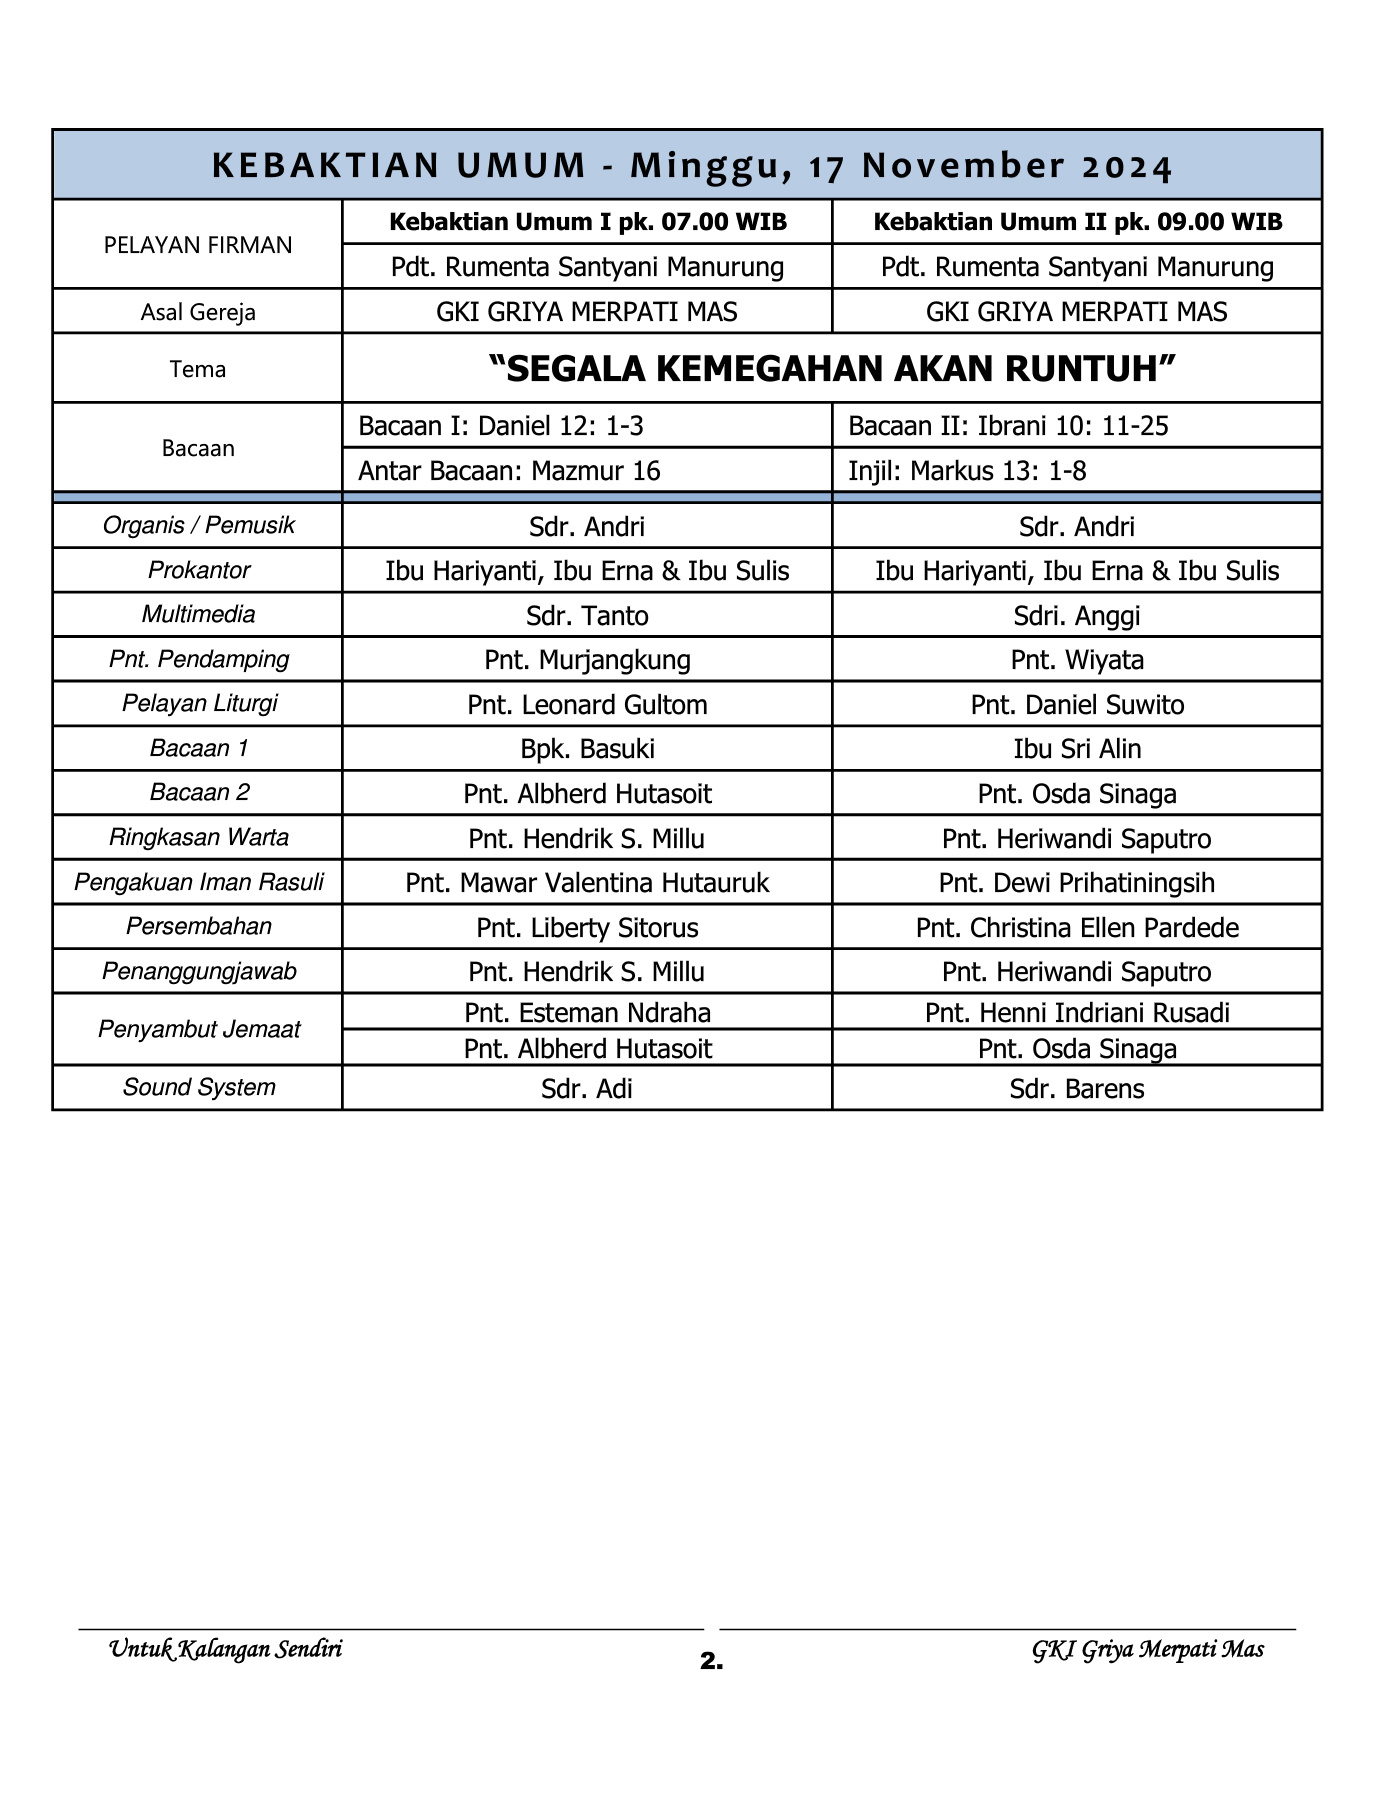 KEBAKTIAN UMUM - Minggu, 17 November 2024
PELAYAN FIRMAN
Kebaktian Umum I pk. 07.00 WIB Kebaktian Umum II pk. 09.00 WIB
Pdt. Rumenta Santyani Manurung Pdt. Rumenta Santyani Manurung
Asal Gereja GKI GRIYA MERPATI MAS GKI GRIYA MERPATI MAS
Tema “SEGALA KEMEGAHAN AKAN RUNTUH”
Bacaan
Bacaan I: Daniel 12: 1-3 Bacaan II: Ibrani 10: 11-25
Antar Bacaan: Mazmur 16 Injil: Markus 13: 1-8
Organis / Pemusik Sdr. Andri Sdr. Andri
Prokantor Ibu Hariyanti, Ibu Erna & Ibu Sulis Ibu Hariyanti, Ibu Erna & Ibu Sulis
Multimedia Sdr. Tanto Sdri. Anggi
Pnt. Pendamping Pnt. Murjangkung Pnt. Wiyata
Pelayan Liturgi Pnt. Leonard Gultom Pnt. Daniel Suwito
Bacaan 1 Bpk. Basuki Ibu Sri Alin
Bacaan 2 Pnt. Albherd Hutasoit Pnt. Osda Sinaga
Ringkasan Warta Pnt. Hendrik S. Millu Pnt. Heriwandi Saputro
Pengakuan Iman Rasuli Pnt. Mawar Valentina Hutauruk Pnt. Dewi Prihatiningsih
Persembahan Pnt. Liberty Sitorus Pnt. Christina Ellen Pardede
Penanggungjawab Pnt. Hendrik S. Millu Pnt. Heriwandi Saputro
Penyambut Jemaat
Pnt. Esteman Ndraha Pnt. Henni Indriani Rusadi
Pnt. Albherd Hutasoit Pnt. Osda Sinaga
Sound System Sdr. Adi Sdr. Barens
Untuk Kalangan Sendiri 2. GKI Griya Merpati Mas